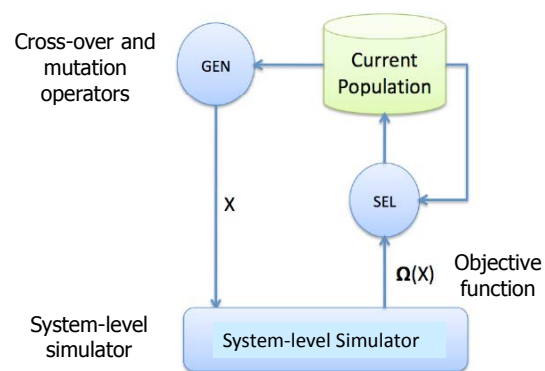 Cross-over and
mutation
operators
GEN
Current
Population
SEL
X
Ω(X)
Objective
function
System-level
simulator
System-level Simulator